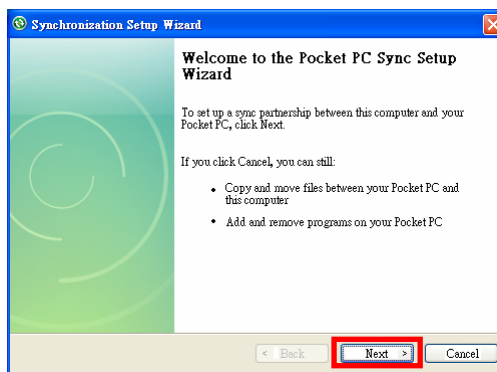 Synchronization Setup Wizard
Welcome to the Pocket PC Sync Setup
Wizard
To set up a sync partnership between this computer and your
Pocket PC, click Next.
If you click Cancel, you can still:
• Copy and move files between your Pocket PC and
this computer
• Add and remove programs on your Pocket PC
< Back
Next >
Cancel